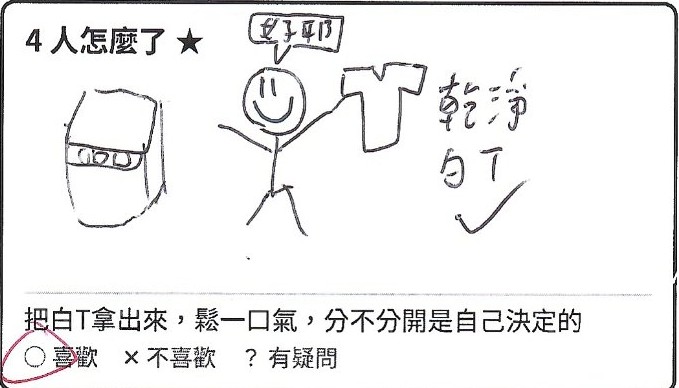 4 人怎麼了 ★
好耶
乾淨
白T
把白T拿出來，鬆一口氣，分不分開是自己決定的
○ 喜歡　× 不喜歡　? 有疑問